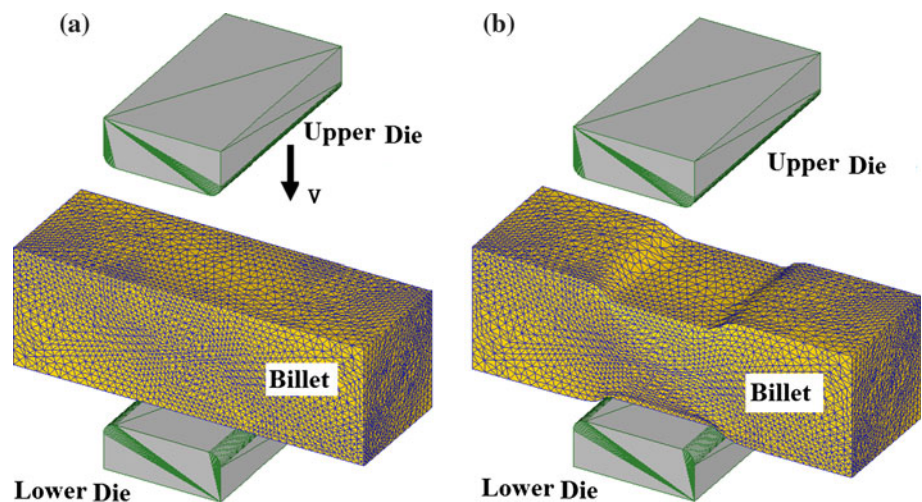 (a)
Upper Die
V
Billet
Lower Die
(b)
Upper Die
Billet
Lower Die